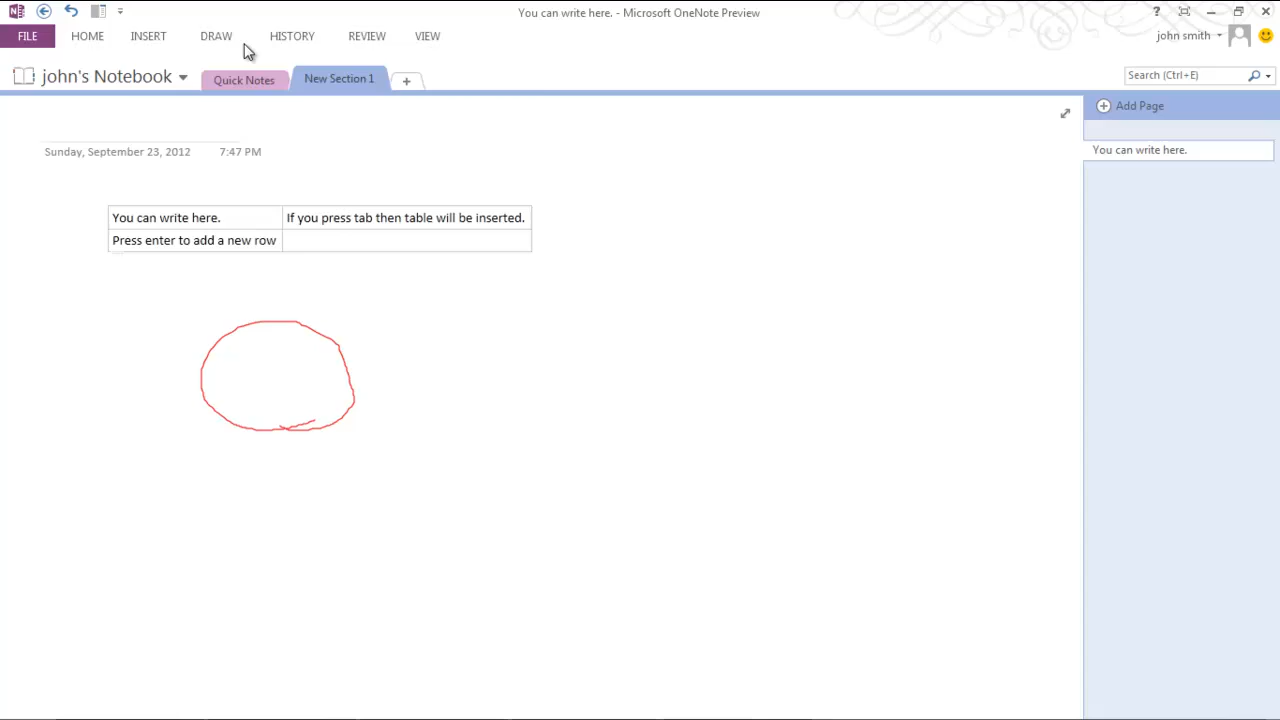 You can write here. - Microsoft OneNote Preview
?
FILE HOME INSERT DRAW HISTORY REVIEW VIEW
john smith
john's Notebook
Quick Notes
New Section 1
+
Search (Ctrl+E)
Add Page
Sunday, September 23, 2012 7:47 PM
You can write here.
You can write here. If you press tab then table will be inserted.
Press enter to add a new row